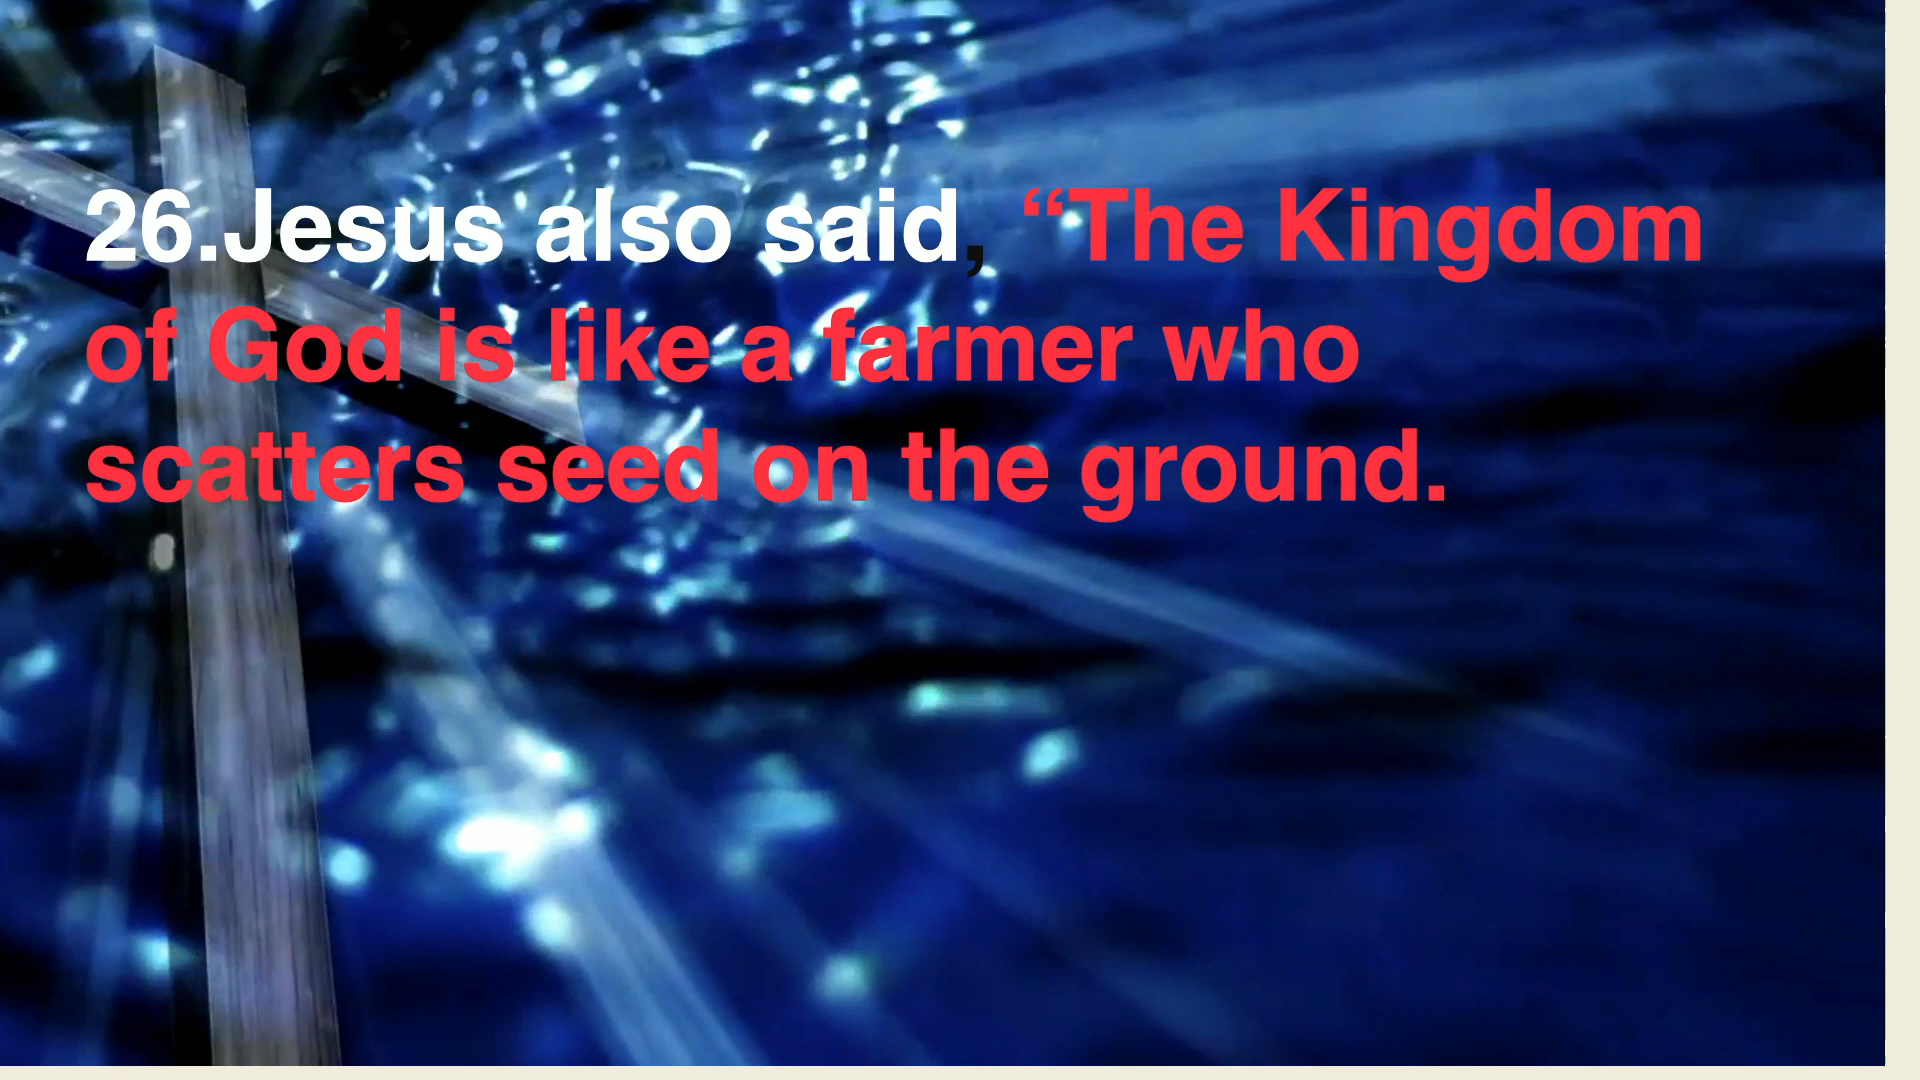 26.Jesus also said, “The Kingdom
of God is like a farmer who
scatters seed on the ground.